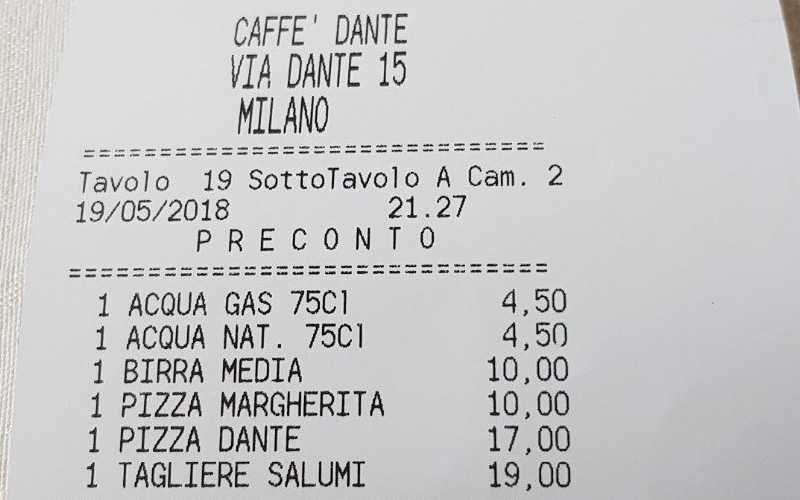 CAFFE' DANTE
VIA DANTE 15
MILANO
==============================
Tavolo 19 SottoTavolo A Cam. 2
19/05/2018 21.27
P R E C O N T O
==============================
1 ACQUA GAS 75Cl 4,50
1 ACQUA NAT. 75Cl 4,50
1 BIRRA MEDIA 10,00
1 PIZZA MARGHERITA 10,00
1 PIZZA DANTE 17,00
1 TAGLIERE SALUMI 19,00